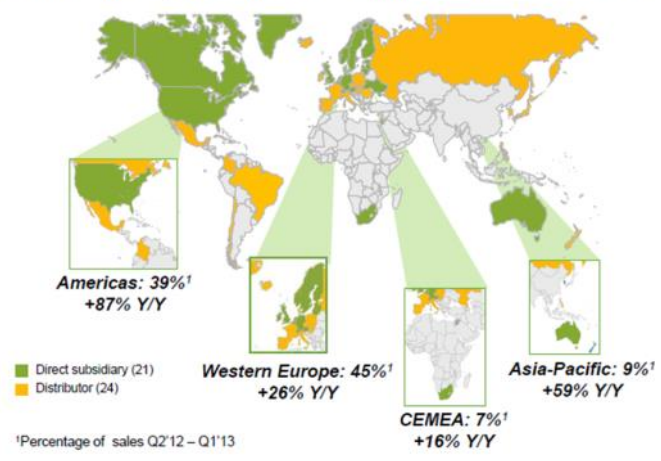 Americas: 39%¹
+87% Y/Y
Western Europe: 45%¹
+26% Y/Y
CEMEA: 7%¹
+16% Y/Y
Asia-Pacific: 9%¹
+59% Y/Y
Direct subsidiary (21)
Distributor (24)
¹Percentage of sales Q2'12 – Q1'13